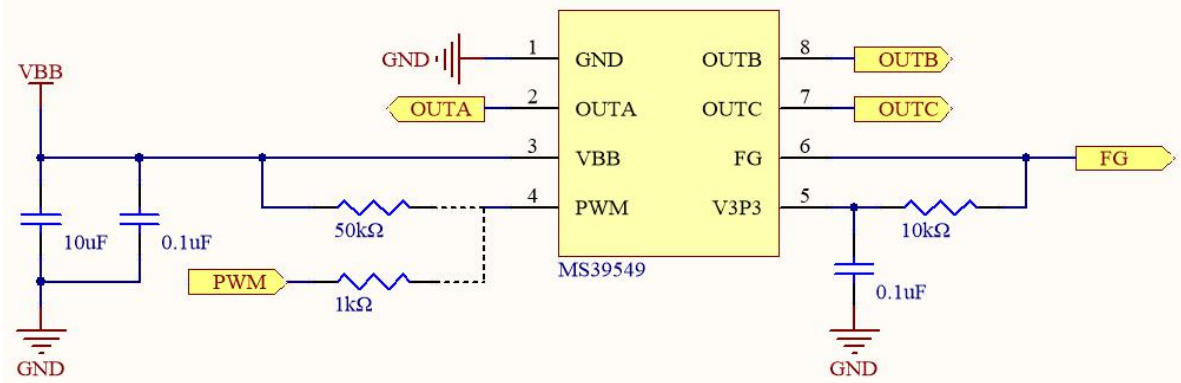 VBB
10uF
0.1uF
50kΩ
PWM
1kΩ
GND
GND
OUTA
1
2
3
4
GND
OUTA
VBB
PWM
OUTB
OUTC
FG
V3P3
MS39549
8
7
6
5
OUTB
OUTC
FG
10kΩ
0.1uF
GND